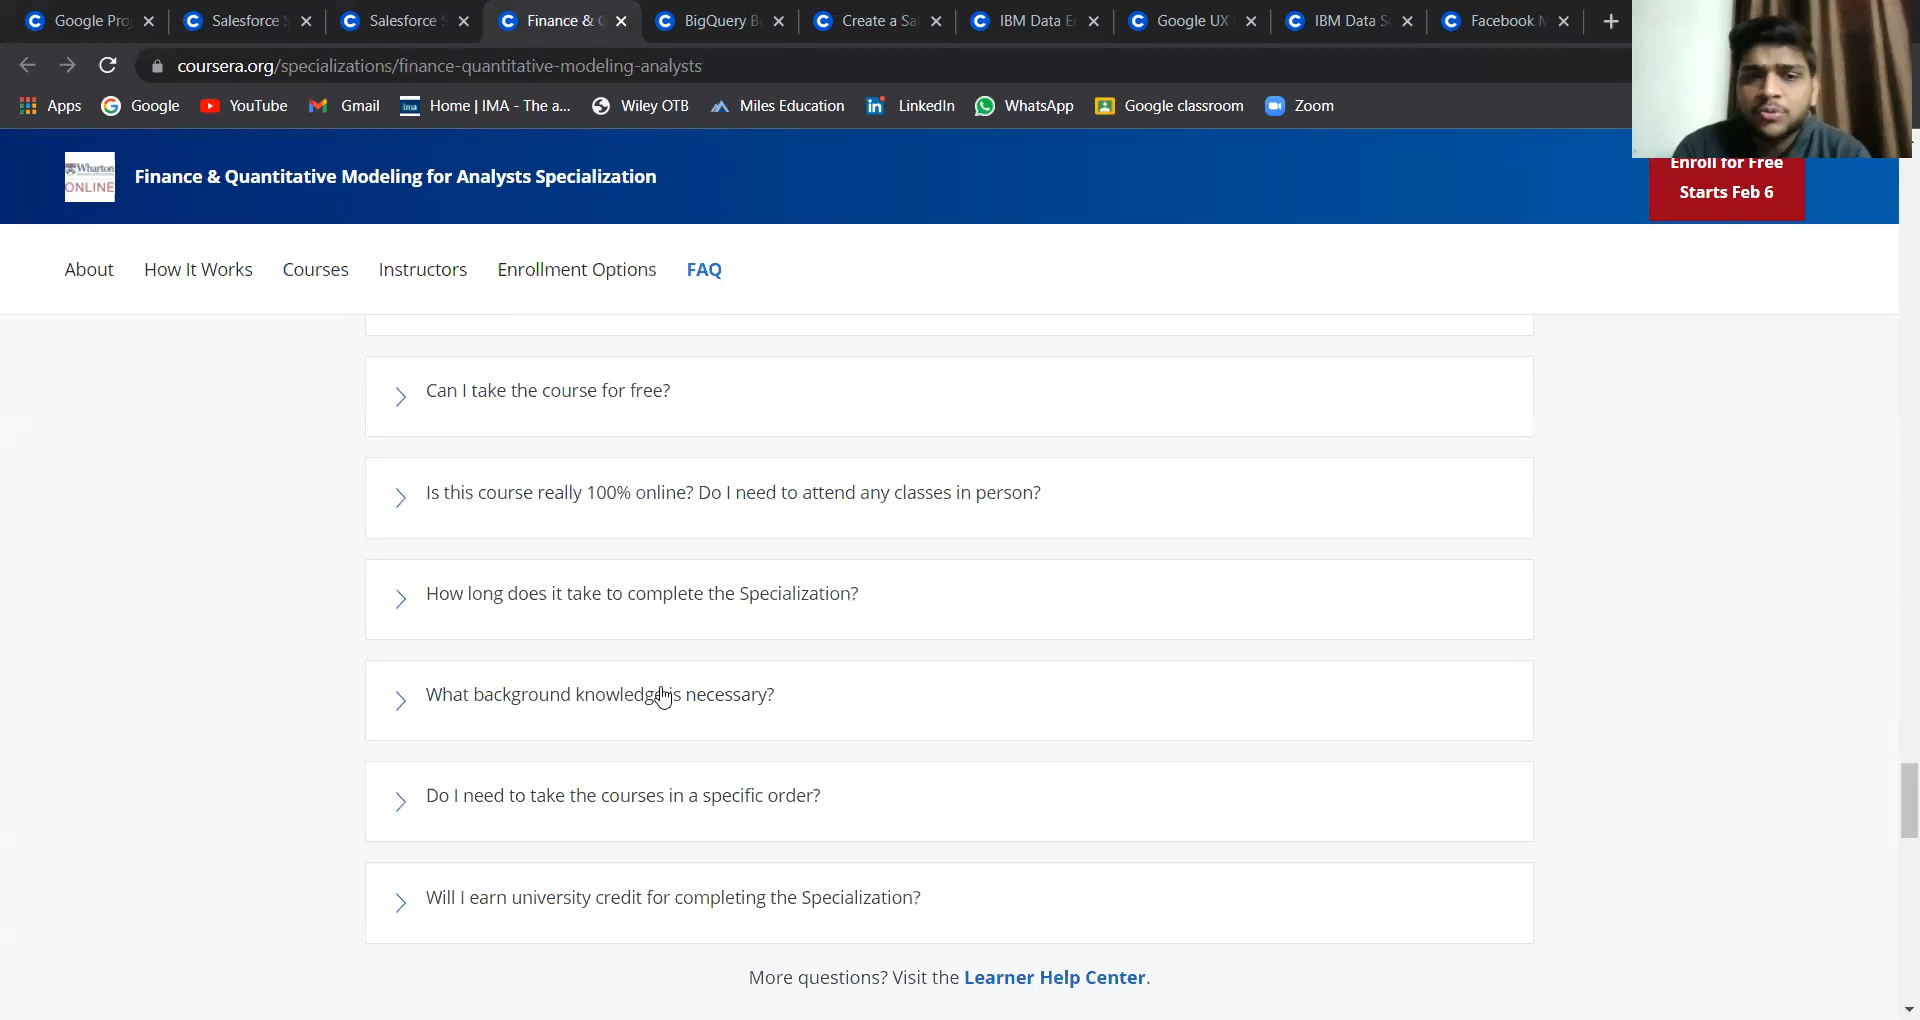 Google Pro
Salesforce S
Salesforce S
Finance & Q
BigQuery B
Create a Sal
IBM Data E
Google UX
IBM Data S
Facebook M
coursera.org/specializations/finance-quantitative-modeling-analysts
Apps
Google
YouTube
Gmail
ima
Home | IMA - The a...
Wiley OTB
Miles Education
LinkedIn
WhatsApp
Google classroom
Zoom
Wharton
ONLINE
Finance & Quantitative Modeling for Analysts Specialization
Enroll for Free
Starts Feb 6
About
How It Works
Courses
Instructors
Enrollment Options
FAQ
Can I take the course for free?
Is this course really 100% online? Do I need to attend any classes in person?
How long does it take to complete the Specialization?
What background knowledge is necessary?
Do I need to take the courses in a specific order?
Will I earn university credit for completing the Specialization?
More questions? Visit the Learner Help Center.